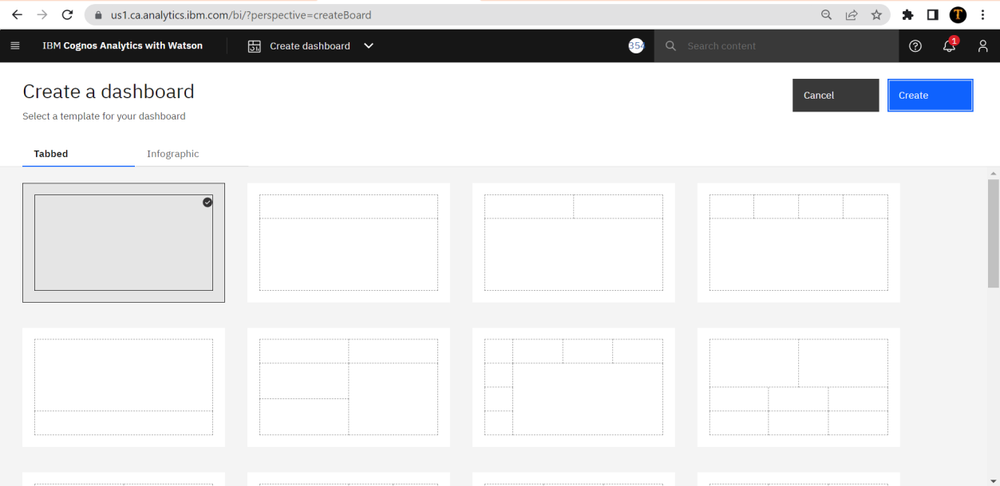 us1.ca.analytics.ibm.com/bi/?perspective=createBoard
T
IBM Cognos Analytics with Watson
Create dashboard
354
Search content
1
Create a dashboard
Cancel
Create
Select a template for your dashboard
Tabbed
Infographic